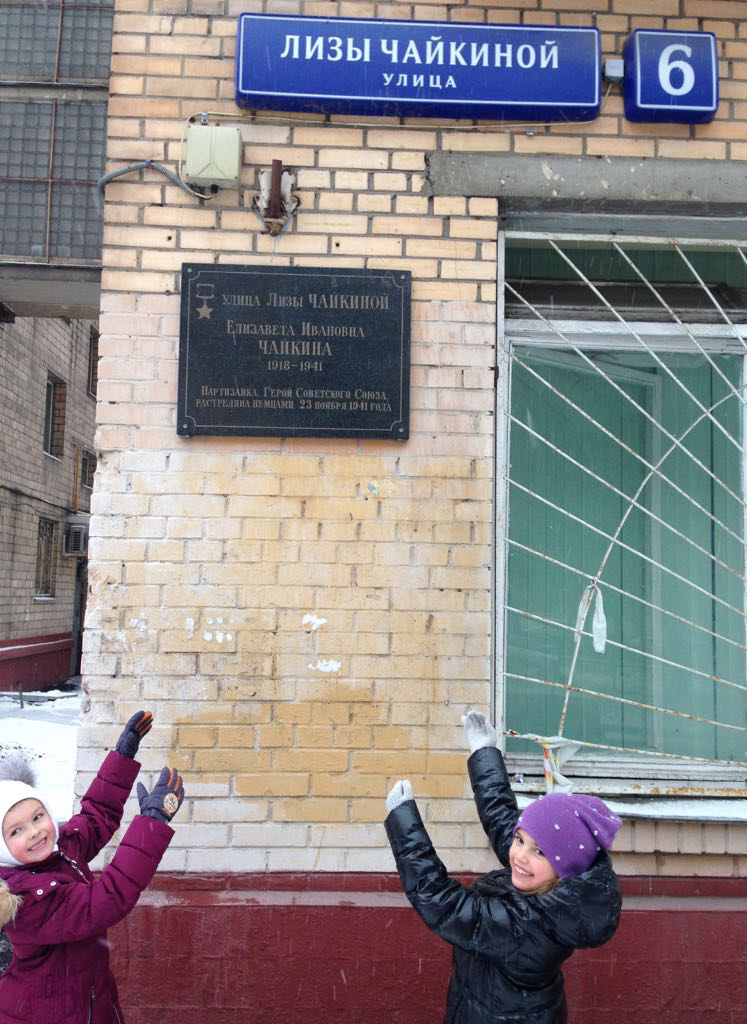 ЛИЗЫ ЧАЙКИНОЙ
УЛИЦА
6
УЛИЦА ЛИЗЫ ЧАЙКИНОЙ
ЕЛИЗАВЕТА ИВАНОВНА
ЧАЙКИНА
1918-1941
ПАРТИЗАНКА, ГЕРОЙ СОВЕТСКОГО СОЮЗА,
РАССТРЕЛЯНА НЕМЦАМИ 23 НОЯБРЯ 1941 ГОДА